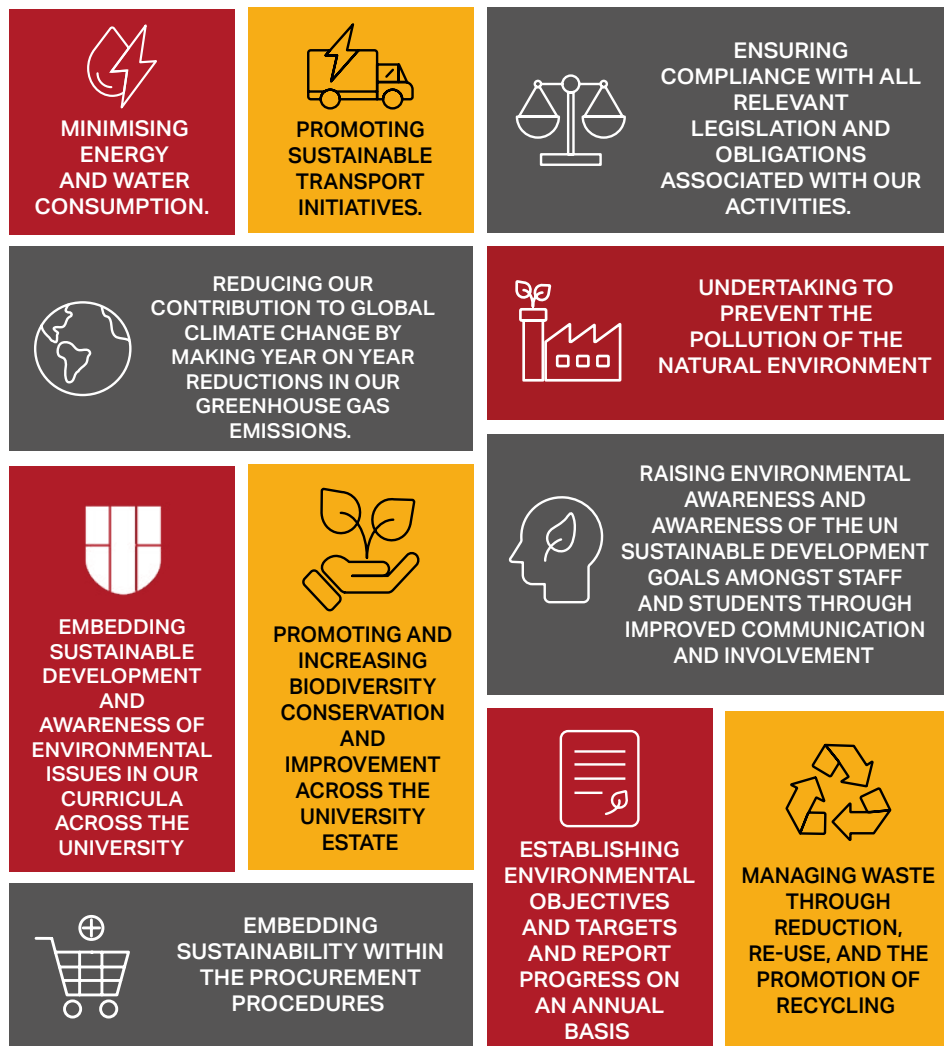 MINIMISING
ENERGY
AND WATER
CONSUMPTION.
PROMOTING
SUSTAINABLE
TRANSPORT
INITIATIVES.
ENSURING
COMPLIANCE WITH ALL
RELEVANT
LEGISLATION AND
OBLIGATIONS
ASSOCIATED WITH OUR
ACTIVITIES.
REDUCING OUR
CONTRIBUTION TO GLOBAL
CLIMATE CHANGE BY
MAKING YEAR ON YEAR
REDUCTIONS IN OUR
GREENHOUSE GAS
EMISSIONS.
UNDERTAKING TO
PREVENT THE
POLLUTION OF THE
NATURAL ENVIRONMENT
EMBEDDING
SUSTAINABLE
DEVELOPMENT
AND
AWARENESS OF
ENVIRONMENTAL
ISSUES IN OUR
CURRICULA
ACROSS THE
UNIVERSITY
PROMOTING AND
INCREASING
BIODIVERSITY
CONSERVATION
AND
IMPROVEMENT
ACROSS THE
UNIVERSITY
ESTATE
RAISING ENVIRONMENTAL
AWARENESS AND
AWARENESS OF THE UN
SUSTAINABLE DEVELOPMENT
GOALS AMONGST STAFF
AND STUDENTS THROUGH
IMPROVED COMMUNICATION
AND INVOLVEMENT
EMBEDDING
SUSTAINABILITY WITHIN
THE PROCUREMENT
PROCEDURES
ESTABLISHING
ENVIRONMENTAL
OBJECTIVES
AND TARGETS
AND REPORT
PROGRESS ON
AN ANNUAL
BASIS
MANAGING WASTE
THROUGH
REDUCTION,
RE-USE, AND THE
PROMOTION OF
RECYCLING